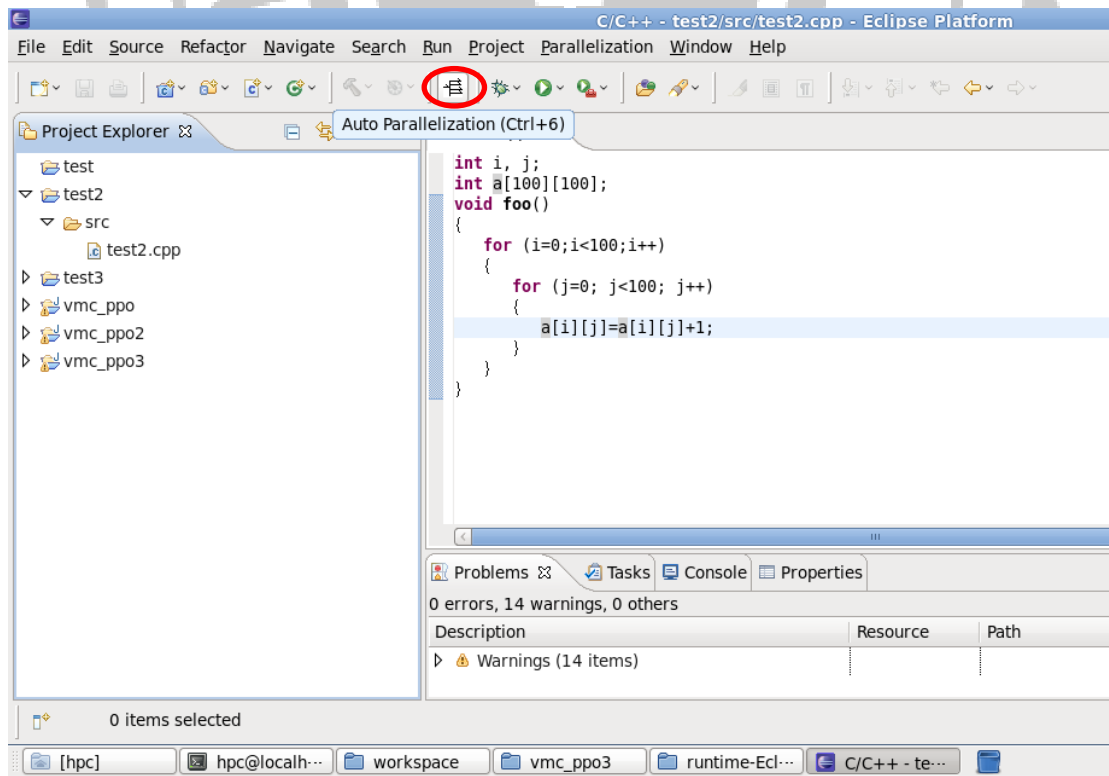 C/C++ - test2/src/test2.cpp - Eclipse Platform
File Edit Source Refactor Navigate Search Run Project Parallelization Window Help
Auto Parallelization (Ctrl+6)
Project Explorer
test
test2
src
test2.cpp
test3
vmc_ppo
vmc_ppo2
vmc_ppo3
int i, j;
int a[100][100];
void foo()
{
for (i=0;i<100;i++)
{
for (j=0; j<100; j++)
{
a[i][j]=a[i][j]+1;
}
}
}
Problems Tasks Console Properties
0 errors, 14 warnings, 0 others
Description Resource Path
Warnings (14 items)
0 items selected
[hpc] hpc@localh··· workspace vmc_ppo3 runtime-Ecl··· C/C++ - te···